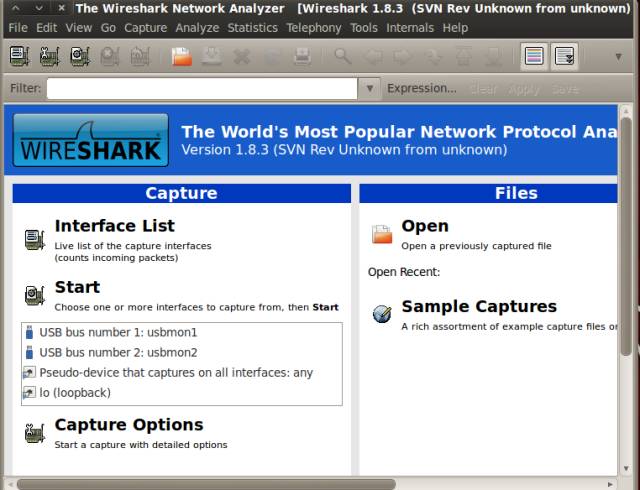 The Wireshark Network Analyzer [Wireshark 1.8.3 (SVN Rev Unknown from unknown)
File Edit View Go Capture Analyze Statistics Telephony Tools Internals Help
Filter: Expression... Clear Apply Save
WIRESHARK
The World's Most Popular Network Protocol Ana
Version 1.8.3 (SVN Rev Unknown from unknown)
Capture
Interface List
Live list of the capture interfaces
(counts incoming packets)
Start
Choose one or more interfaces to capture from, then Start
USB bus number 1: usbmon1
USB bus number 2: usbmon2
Pseudo-device that captures on all interfaces: any
lo (loopback)
Capture Options
Start a capture with detailed options
Files
Open
Open a previously captured file
Open Recent:
Sample Captures
A rich assortment of example capture files o